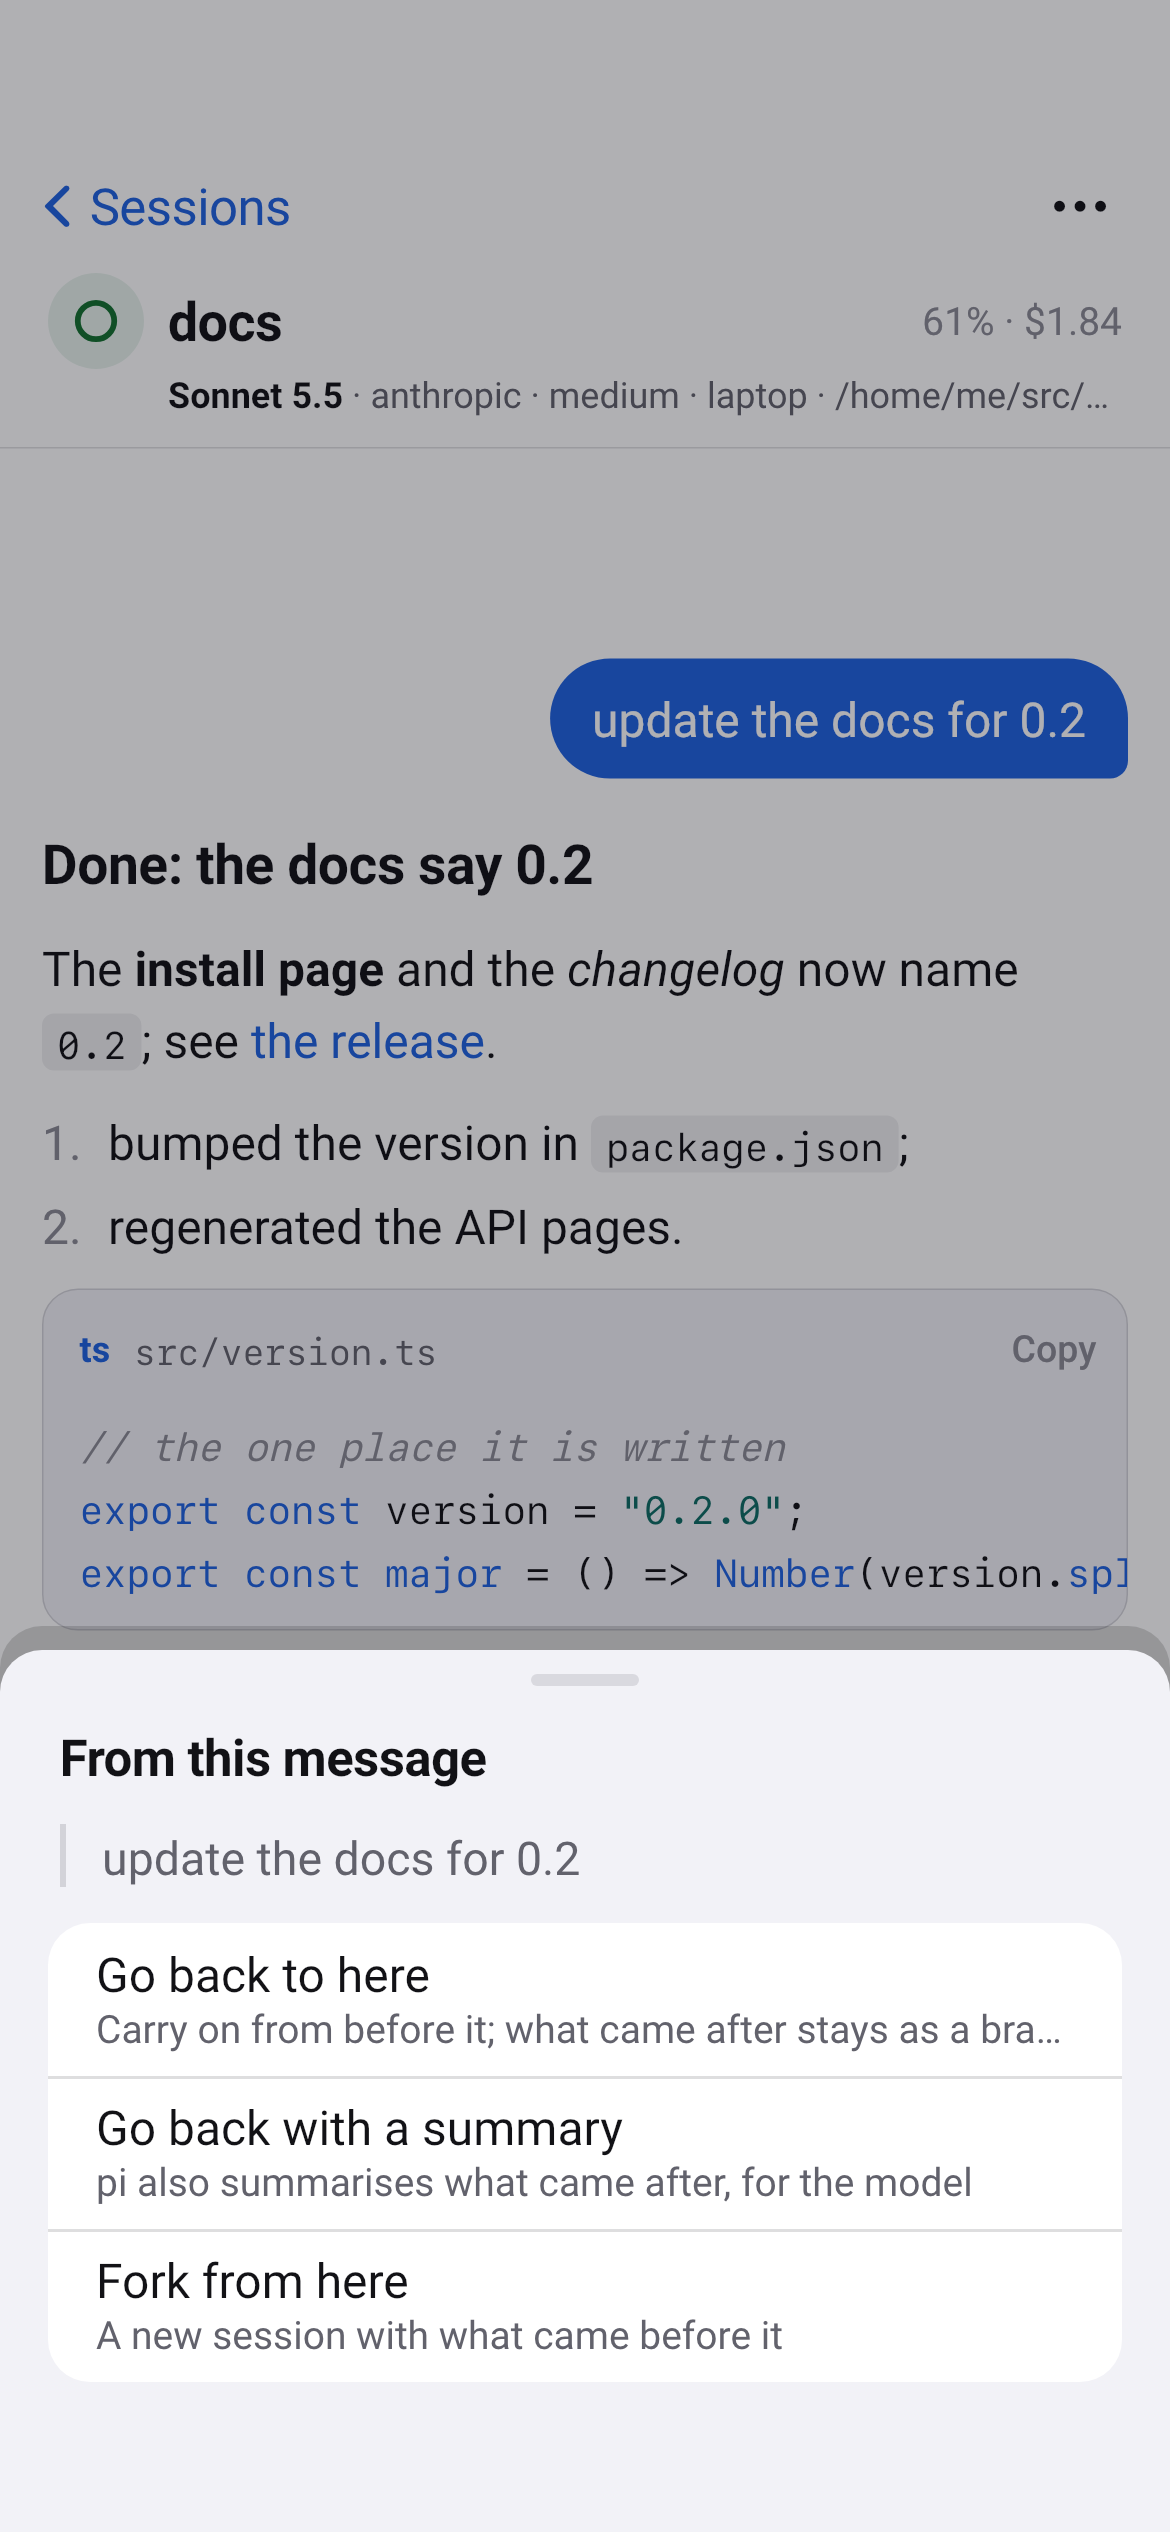 Sessions
docs
61% · $1.84
Sonnet 5.5 · anthropic · medium · laptop · /home/me/src/…
update the docs for 0.2
Done: the docs say 0.2
The install page and the changelog now name
0.2; see the release.
1. bumped the version in package.json;
2. regenerated the API pages.
ts src/version.ts
Copy
// the one place it is written
export const version = "0.2.0";
export const major = () => Number(version.spl
From this message
update the docs for 0.2
Go back to here
Carry on from before it; what came after stays as a bra…
Go back with a summary
pi also summarises what came after, for the model
Fork from here
A new session with what came before it